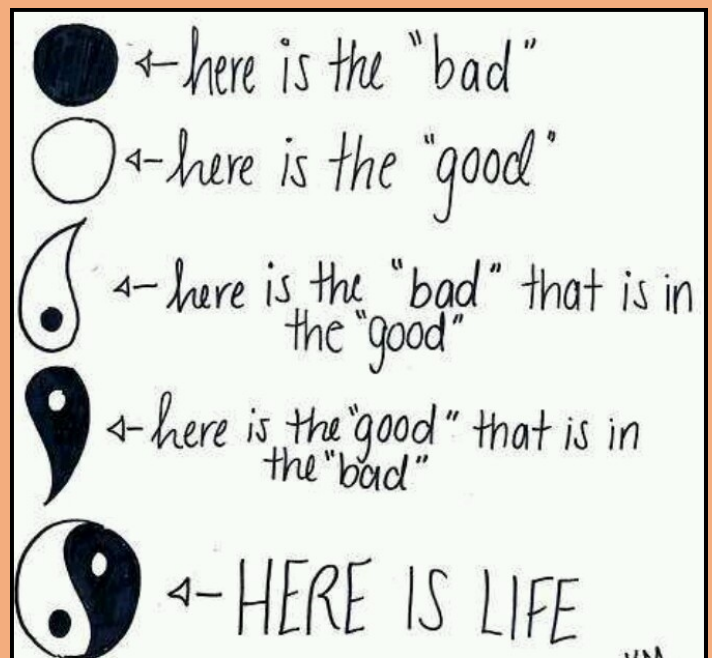 here is the "bad"
here is the "good"
here is the "bad" that is in
the "good"
here is the "good" that is in
the "bad"
HERE IS LIFE